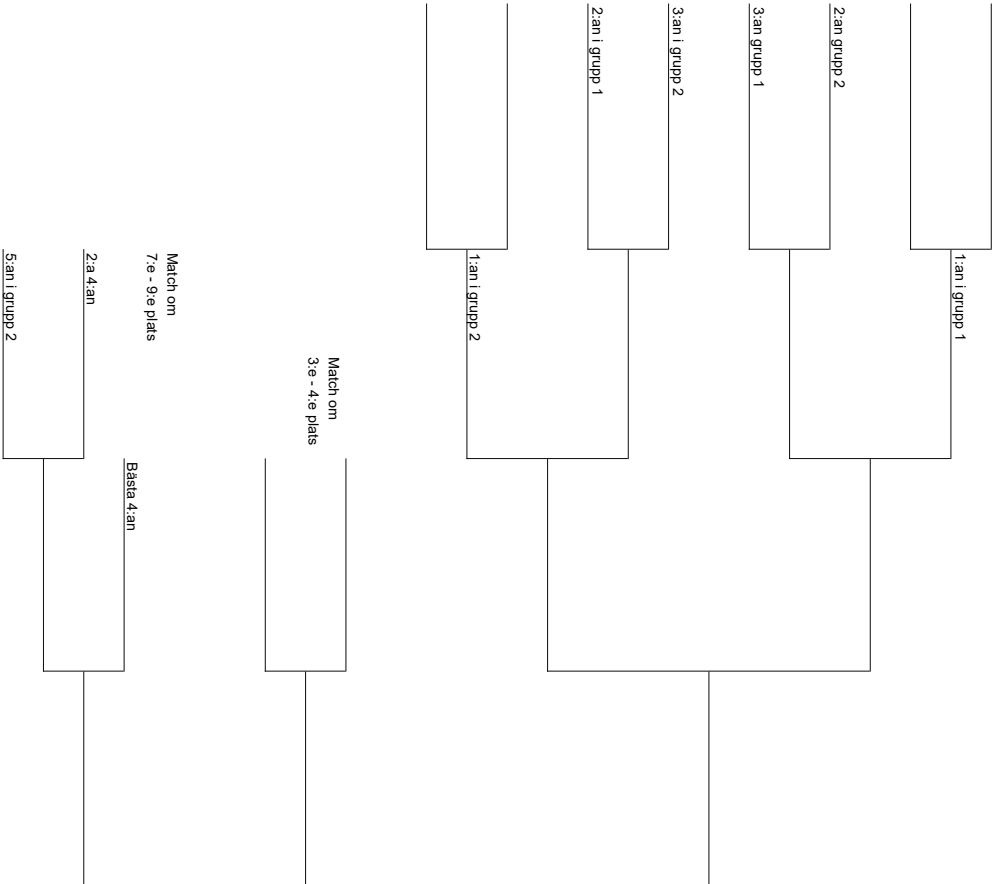 1:an i grupp 1
2:an grupp 2
3:an grupp 1
3:an i grupp 2
2:an i grupp 1
1:an i grupp 2
Match om
3:e - 4:e plats
Match om
7:e - 9:e plats
Bästa 4:an
2:a 4:an
5:an i grupp 2